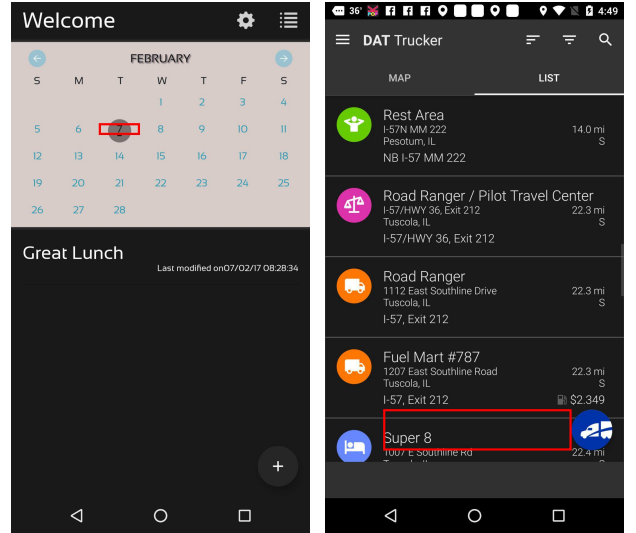 Welcome
FEBRUARY
S M T W T F S
1 2 3 4
5 6 7 8 9 10 11
12 13 14 15 16 17 18
19 20 21 22 23 24 25
26 27 28
Great Lunch
Last modified on07/02/17 08:28:34
+
36° 4:49
DAT Trucker
MAP LIST
Rest Area
I-57N MM 222 14.0 mi
Pesotum, IL S
NB I-57 MM 222
Road Ranger / Pilot Travel Center
I-57/HWY 36, Exit 212 22.3 mi
Tuscola, IL S
I-57/HWY 36, Exit 212
Road Ranger
1112 East Southline Drive 22.3 mi
Tuscola, IL S
I-57, Exit 212
Fuel Mart #787
1207 East Southline Road 22.3 mi
Tuscola, IL S
I-57, Exit 212 $2.349
Super 8
1007 E Southline Rd 22.4 mi